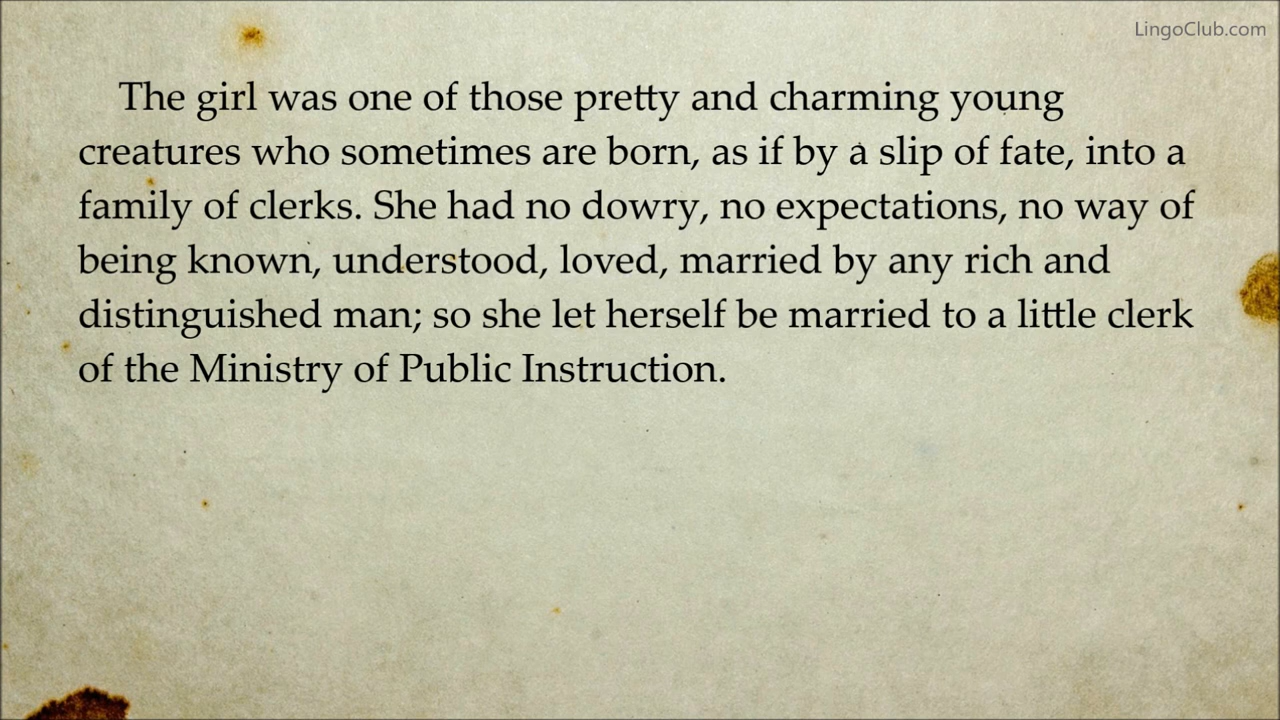 LingoClub.com
The girl was one of those pretty and charming young
creatures who sometimes are born, as if by a slip of fate, into a
family of clerks. She had no dowry, no expectations, no way of
being known, understood, loved, married by any rich and
distinguished man; so she let herself be married to a little clerk
of the Ministry of Public Instruction.